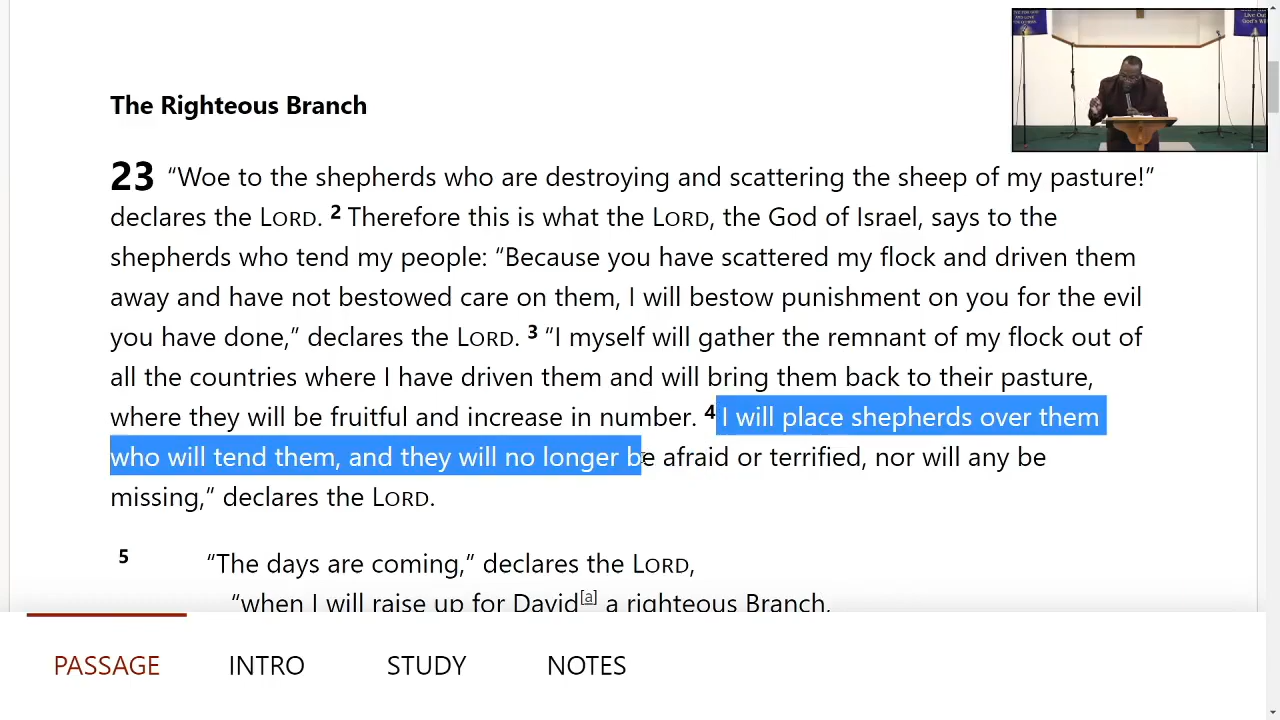 The Righteous Branch
23 “Woe to the shepherds who are destroying and scattering the sheep of my pasture!”
declares the LORD. 2 Therefore this is what the LORD, the God of Israel, says to the
shepherds who tend my people: “Because you have scattered my flock and driven them
away and have not bestowed care on them, I will bestow punishment on you for the evil
you have done,” declares the LORD. 3 “I myself will gather the remnant of my flock out of
all the countries where I have driven them and will bring them back to their pasture,
where they will be fruitful and increase in number. 4 I will place shepherds over them
who will tend them, and they will no longer be afraid or terrified, nor will any be
missing,” declares the LORD.
5 “The days are coming,” declares the LORD,
“when I will raise up for David[a] a righteous Branch,
PASSAGE INTRO STUDY NOTES